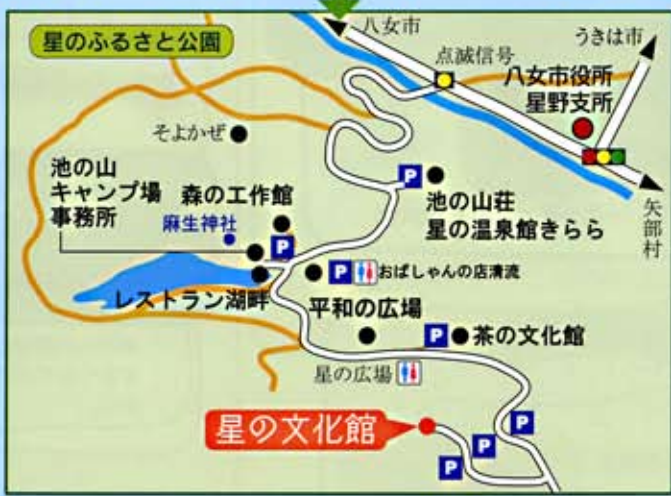 星のふるさと公園
八女市
点滅信号
うきは市
八女市役所
星野支所
矢部村
そよかぜ
池の山
キャンプ場
事務所
森の工作館
麻生神社
P
P
池の山荘
星の温泉館きらら
レストラン湖畔
P
おばしゃんの店清流
平和の広場
P
茶の文化館
星の広場
星の文化館
P
P
P